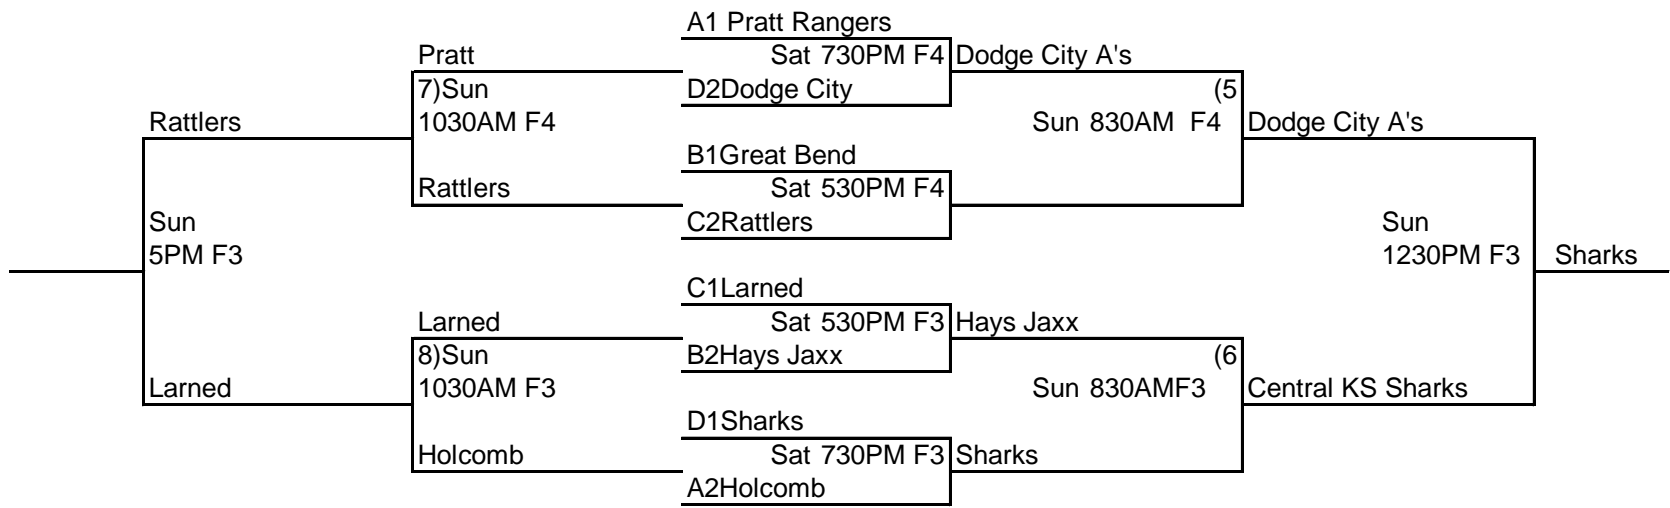 A1 Pratt Rangers
Pratt
Sat 730PM F4
Dodge City A's
7)Sun
D2Dodge City
(5
Rattlers
1030AM F4
Sun 830AM F4
Dodge City A's
B1Great Bend
Rattlers
Sat 530PM F4
Sun
C2Rattlers
Sun
5PM F3
1230PM F3
Sharks
C1Larned
Larned
Sat 530PM F3
Hays Jaxx
8)Sun
B2Hays Jaxx
(6
Larned
1030AM F3
Sun 830AMF3
Central KS Sharks
D1Sharks
Holcomb
Sat 730PM F3
Sharks
A2Holcomb